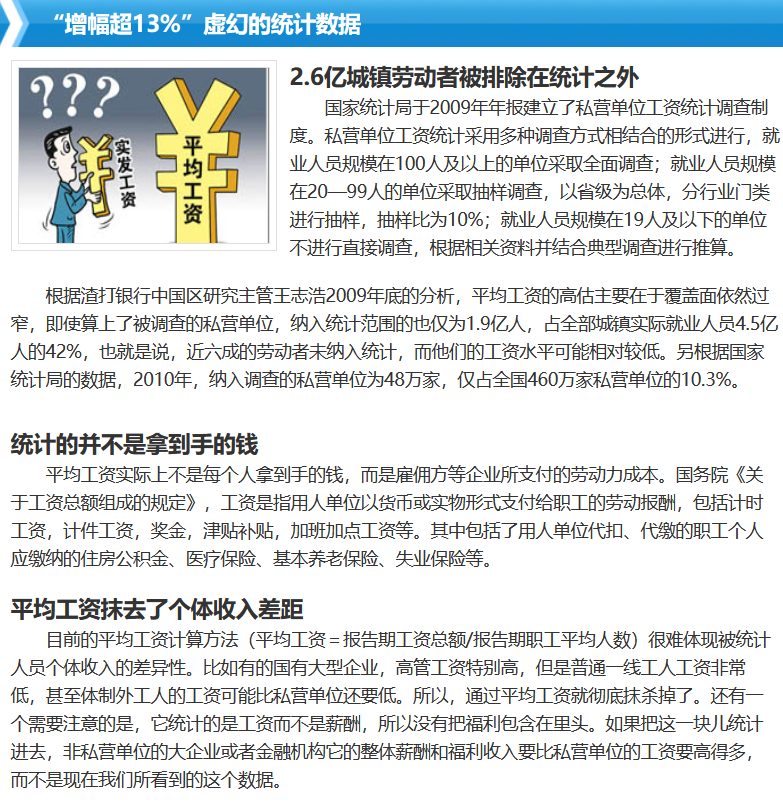 “增幅超13%”虚幻的统计数据
???
实发工资
平均工资
2.6亿城镇劳动者被排除在统计之外
国家统计局于2009年年报建立了私营单位工资统计调查制
度。私营单位工资统计采用多种调查方式相结合的形式进行，就
业人员规模在100人及以上的单位采取全面调查；就业人员规模
在20—99人的单位采取抽样调查，以省级为总体，分行业门类
进行抽样，抽样比为10%；就业人员规模在19人及以下的单位
不进行直接调查，根据相关资料并结合典型调查进行推算。
根据渣打银行中国区研究主管王志浩2009年底的分析，平均工资的高估主要在于覆盖面依然过
窄，即使算上了被调查的私营单位，纳入统计范围的也仅为1.9亿人，占全部城镇实际就业人员4.5亿
人的42%，也就是说，近六成的劳动者未纳入统计，而他们的工资水平可能相对较低。另根据国家
统计局的数据，2010年，纳入调查的私营单位为48万家，仅占全国460万家私营单位的10.3%。
统计的并不是拿到手的钱
平均工资实际上不是每个人拿到手的钱，而是雇佣方等企业所支付的劳动力成本。国务院《关
于工资总额组成的规定》，工资是指用人单位以货币或实物形式支付给职工的劳动报酬，包括计时
工资，计件工资，奖金，津贴补贴，加班加点工资等。其中包括了用人单位代扣、代缴的职工个人
应缴纳的住房公积金、医疗保险、基本养老保险、失业保险等。
平均工资抹去了个体收入差距
目前的平均工资计算方法（平均工资＝报告期工资总额/报告期职工平均人数）很难体现被统计
人员个体收入的差异性。比如有的国有大型企业，高管工资特别高，但是普通一线工人工资非常
低，甚至体制外工人的工资可能比私营单位还要低。所以，通过平均工资就彻底抹杀掉了。还有一
个需要注意的是，它统计的是工资而不是薪酬，所以没有把福利包含在里头。如果把这一块儿统计
进去，非私营单位的大企业或者金融机构它的整体薪酬和福利收入要比私营单位的工资要高得多，
而不是现在我们所看到的这个数据。